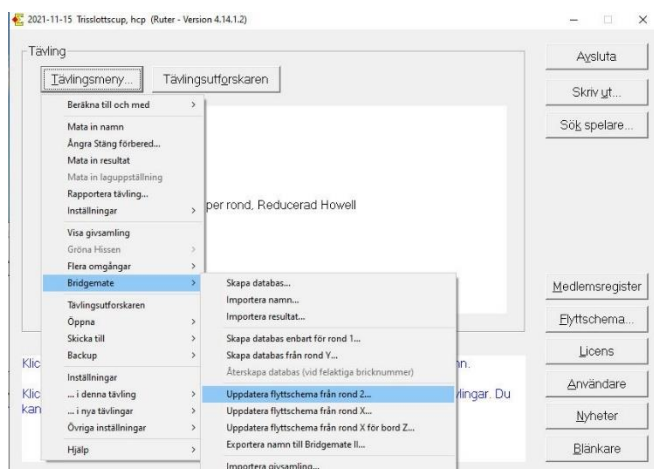 2021-11-15 Trisslottscup, hcp (Ruter - Version 4.14.1.2)
Tävling
Tävlingsmeny...
Tävlingsutforskaren
Beräkna till och med
Mata in namn
Ångra Stäng förbered...
Mata in resultat
Mata in laguppställning
Rapportera tävling...
Inställningar
Visa givsamling
Gröna Hissen
Flera omgångar
Bridgemate
Tävlingsutforskaren
Öppna
Skicka till
Backup
Inställningar
... i denna tävling
... i nya tävlingar
Övriga inställningar
Hjälp
per rond, Reducerad Howell
Skapa databas...
Importera namn...
Importera resultat...
Skapa databas enbart för rond 1...
Skapa databas från rond Y...
Återskapa databas (vid felaktiga bricknummer)
Uppdatera flyttschema från rond 2...
Uppdatera flyttschema från rond X...
Uppdatera flyttschema från rond X för bord Z...
Exportera namn till Bridgemate II...
Importera givsamling...
Klic
n.
Klic
vlingar. Du
kan
Avsluta
Skriv ut...
Sök spelare...
Medlemsregister
Flyttschema...
Licens
Användare
Nyheter
Blänkare